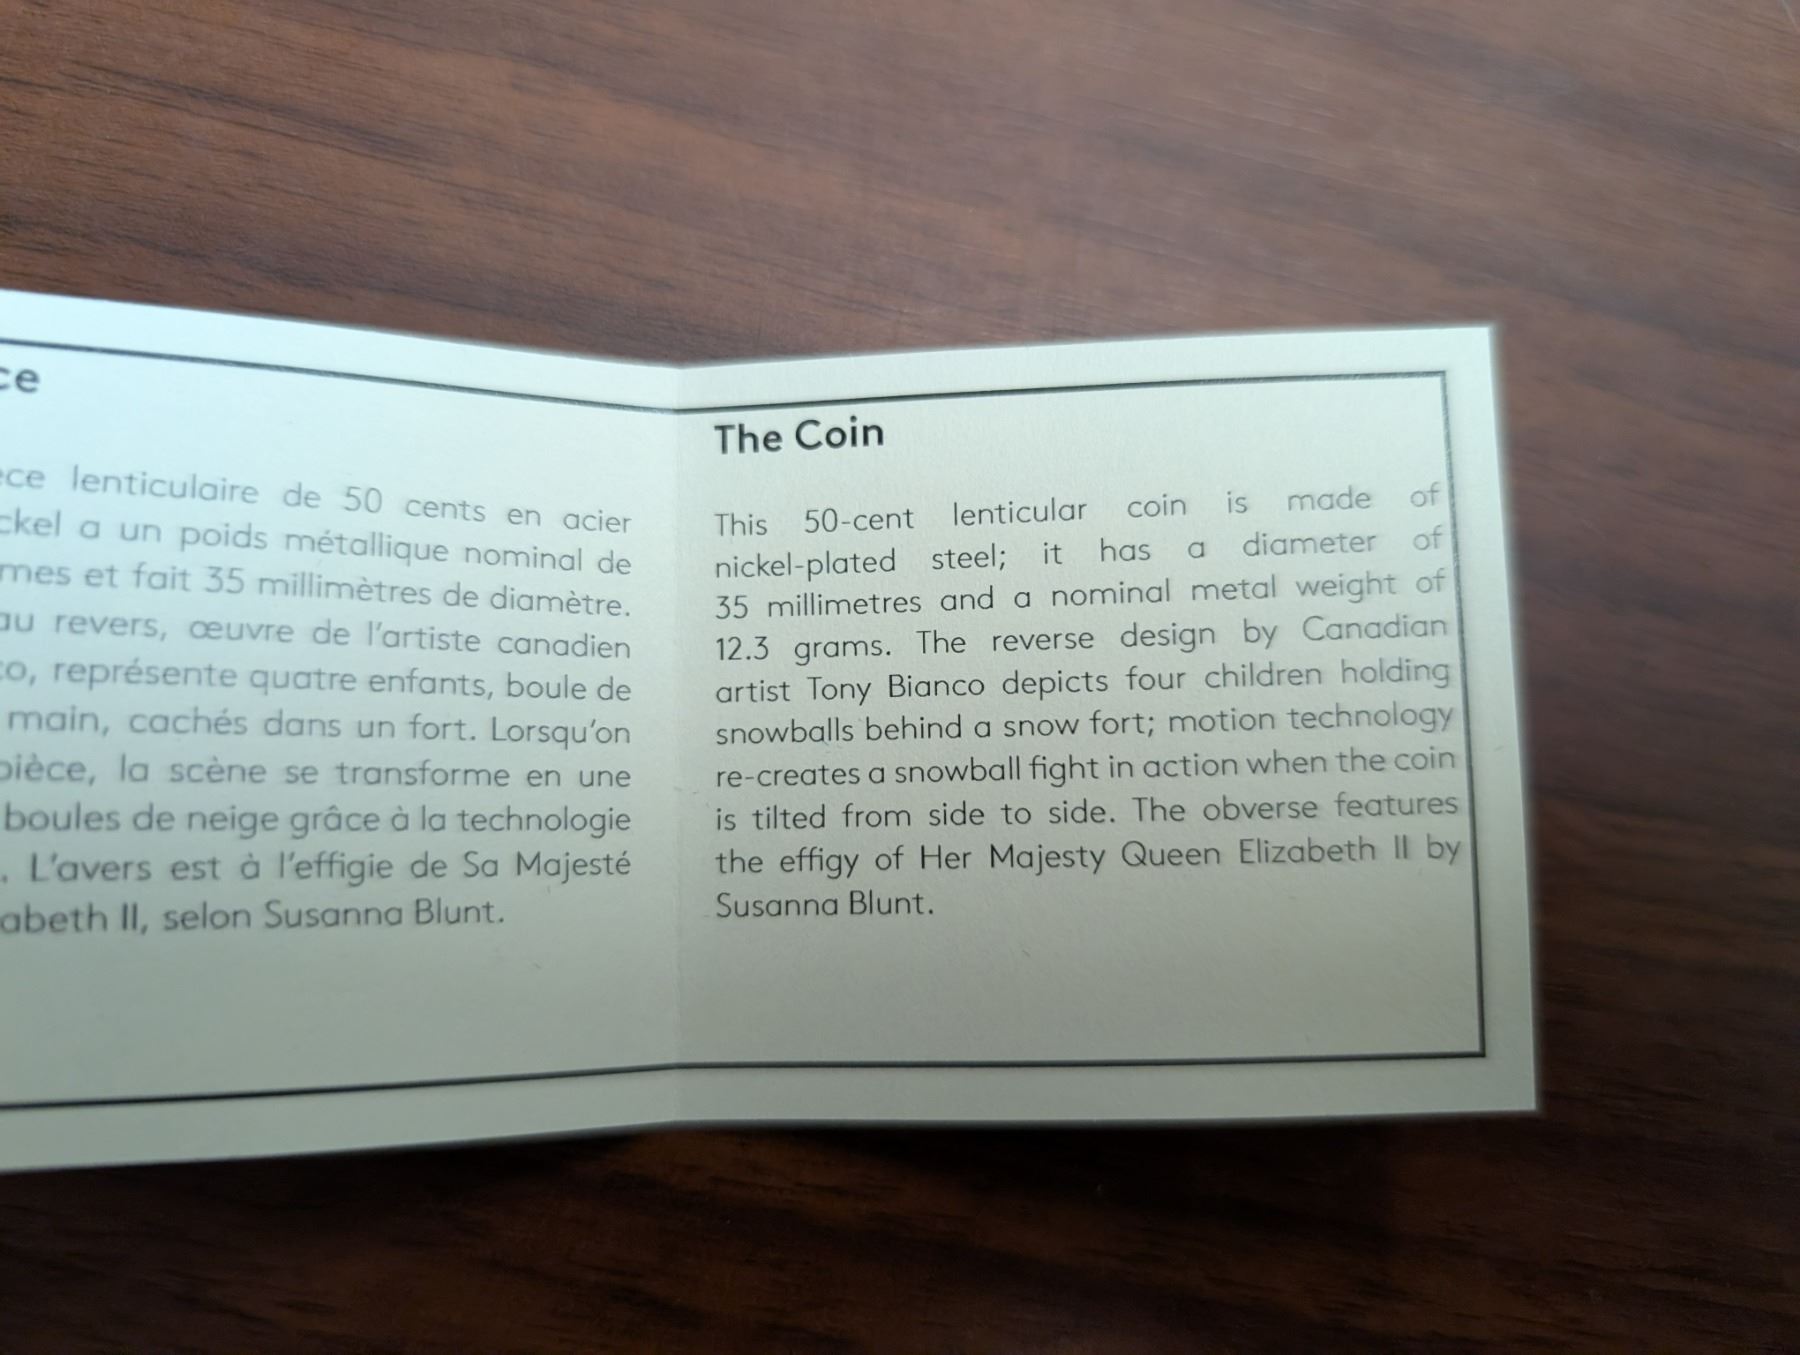 ce
lenticulaire de 50 cents en acier
a un poids métallique nominal de
et fait 35 millimètres de diamètre.
revers, œuvre de l'artiste canadien
représente quatre enfants, boule de
main, cachés dans un fort. Lorsqu'on
la scène se transforme en une
boules de neige grâce à la technologie
. L'avers est à l'effigie de Sa Majesté
abeth II, selon Susanna Blunt.
The Coin
This 50-cent lenticular coin is made of
nickel-plated steel; it has a diameter of
35 millimetres and a nominal metal weight of
12.3 grams. The reverse design by Canadian
artist Tony Bianco depicts four children holding
snowballs behind a snow fort; motion technology
re-creates a snowball fight in action when the coin
is tilted from side to side. The obverse features
the effigy of Her Majesty Queen Elizabeth II by
Susanna Blunt.